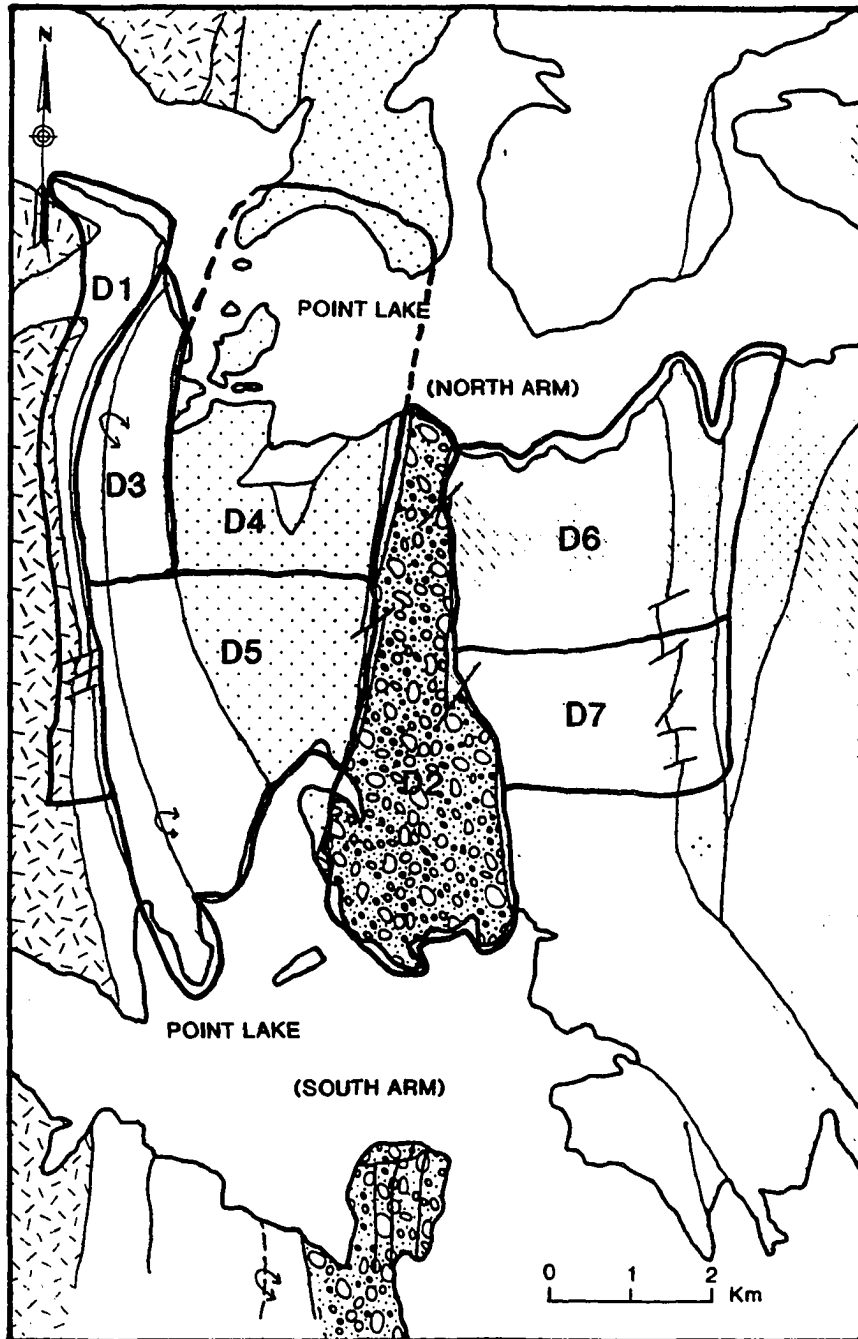 N
D1
POINT LAKE
(NORTH ARM)
D3
D4
D6
D5
D7
D2
POINT LAKE
(SOUTH ARM)
0 1 2
Km